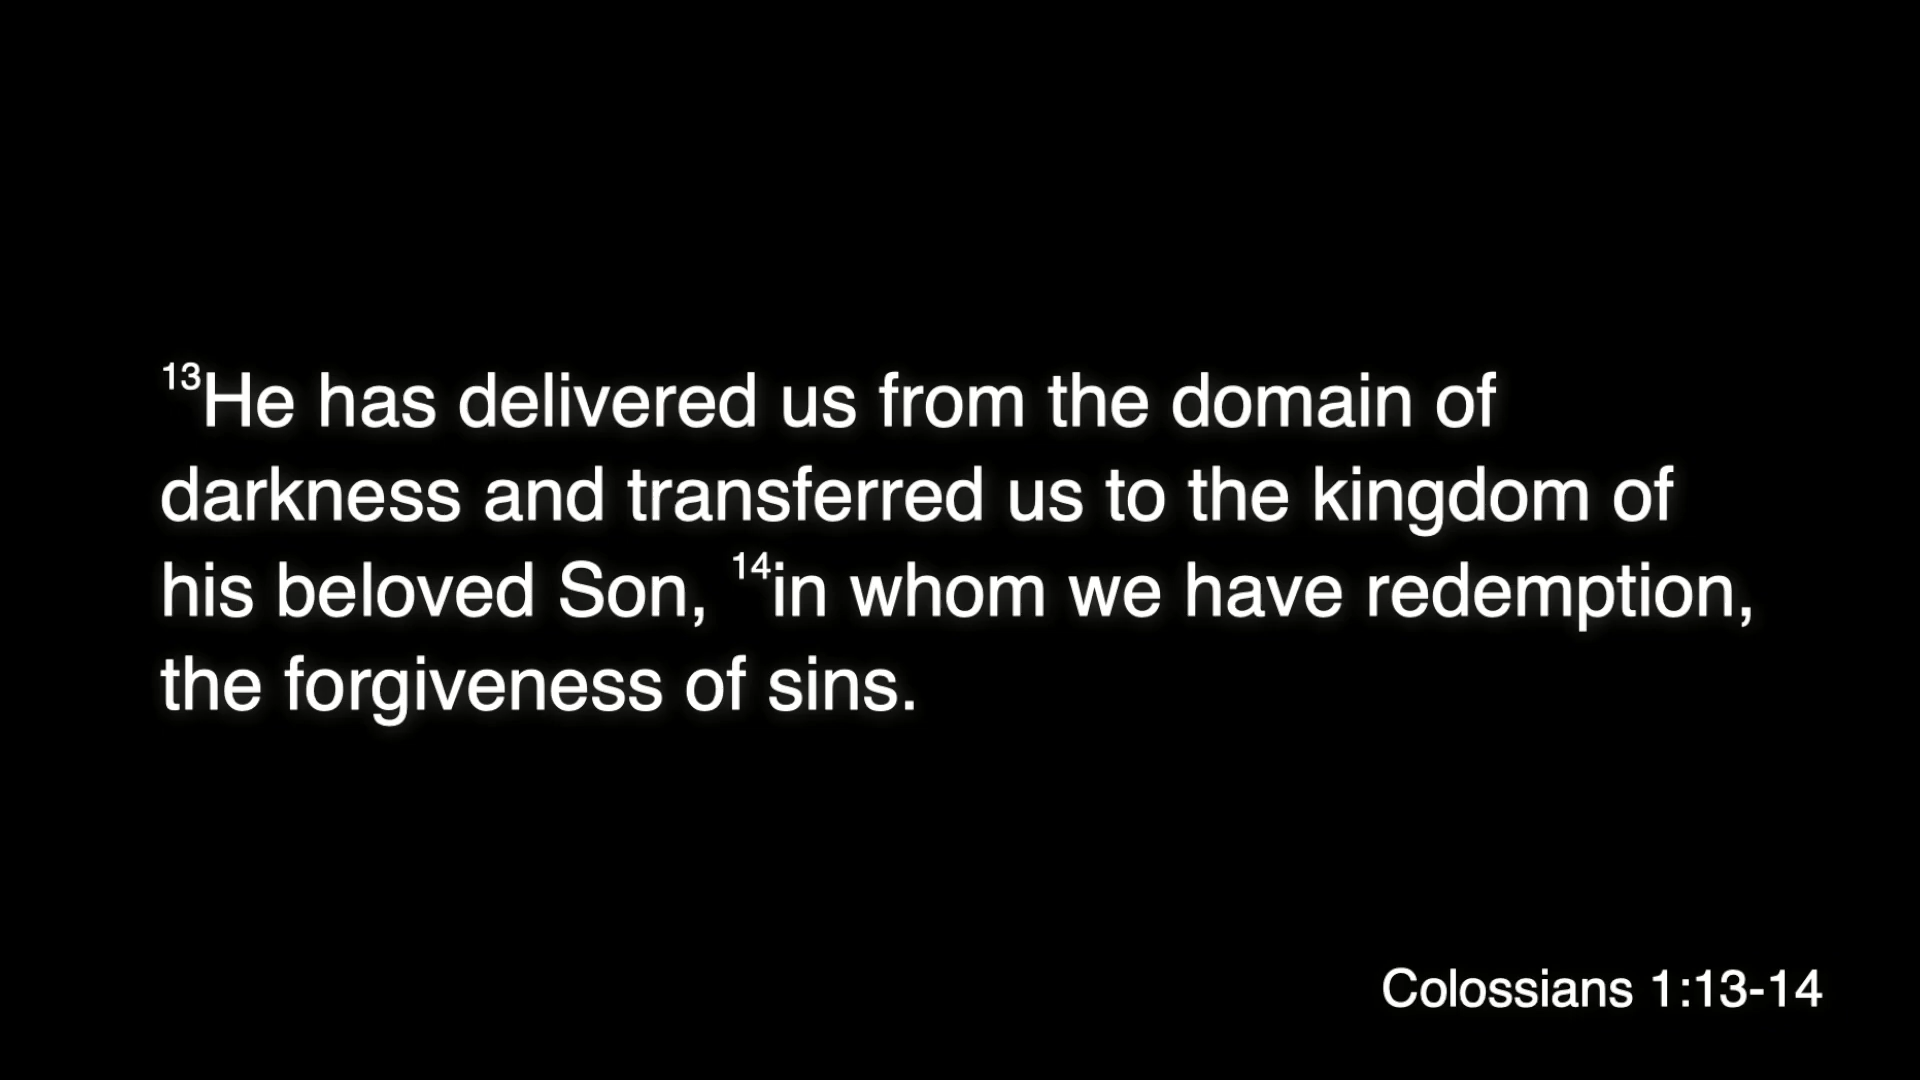 ¹³He has delivered us from the domain of
darkness and transferred us to the kingdom of
his beloved Son, ¹⁴in whom we have redemption,
the forgiveness of sins.
Colossians 1:13-14